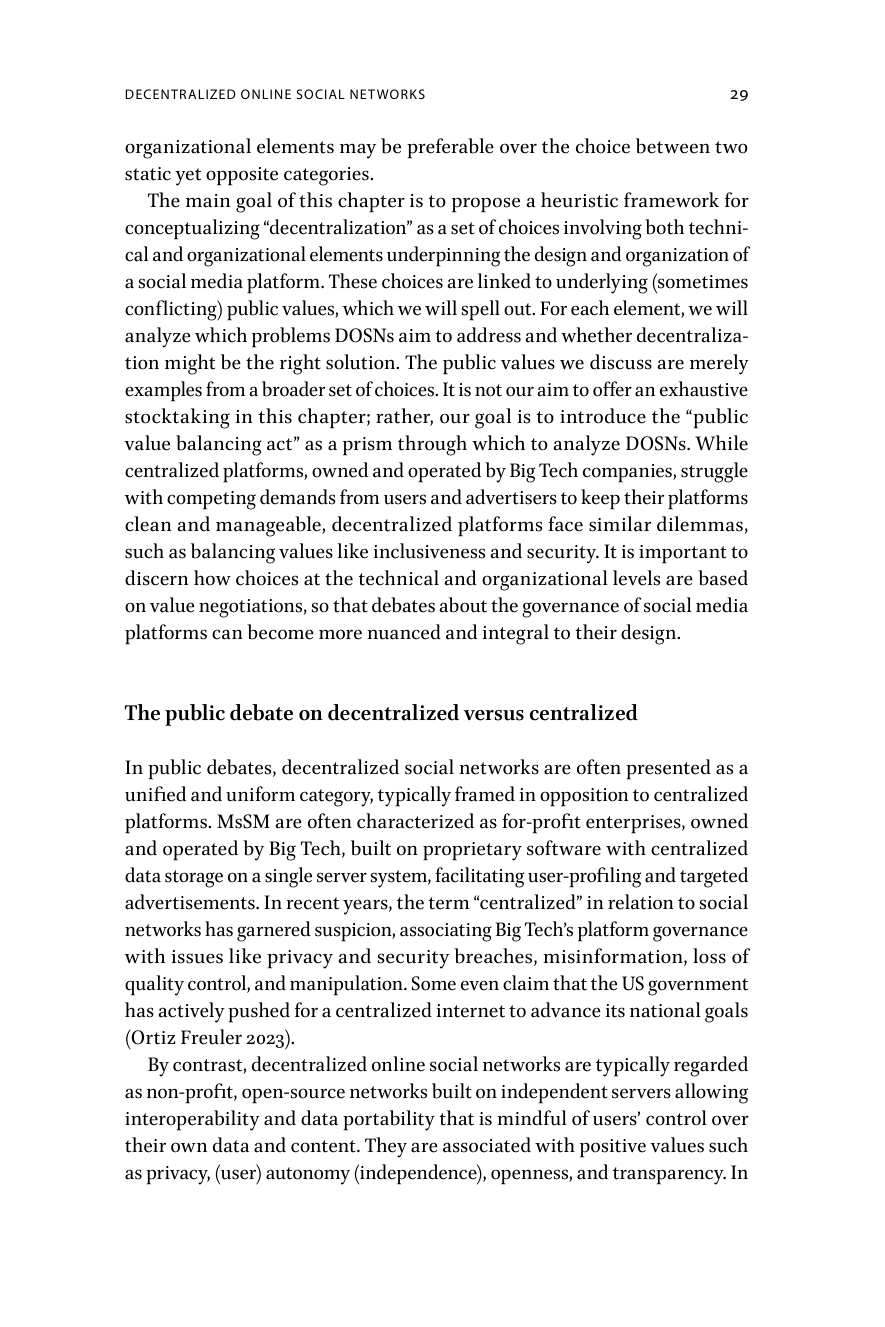 DECENTRALIZED ONLINE SOCIAL NETWORKS 29
organizational elements may be preferable over the choice between two
static yet opposite categories.
The main goal of this chapter is to propose a heuristic framework for
conceptualizing “decentralization” as a set of choices involving both techni-
cal and organizational elements underpinning the design and organization of
a social media platform. These choices are linked to underlying (sometimes
conflicting) public values, which we will spell out. For each element, we will
analyze which problems DOSNs aim to address and whether decentraliza-
tion might be the right solution. The public values we discuss are merely
examples from a broader set of choices. It is not our aim to offer an exhaustive
stocktaking in this chapter; rather, our goal is to introduce the “public
value balancing act” as a prism through which to analyze DOSNs. While
centralized platforms, owned and operated by Big Tech companies, struggle
with competing demands from users and advertisers to keep their platforms
clean and manageable, decentralized platforms face similar dilemmas,
such as balancing values like inclusiveness and security. It is important to
discern how choices at the technical and organizational levels are based
on value negotiations, so that debates about the governance of social media
platforms can become more nuanced and integral to their design.
The public debate on decentralized versus centralized
In public debates, decentralized social networks are often presented as a
unified and uniform category, typically framed in opposition to centralized
platforms. MsSM are often characterized as for-profit enterprises, owned
and operated by Big Tech, built on proprietary software with centralized
data storage on a single server system, facilitating user-profiling and targeted
advertisements. In recent years, the term “centralized” in relation to social
networks has garnered suspicion, associating Big Tech’s platform governance
with issues like privacy and security breaches, misinformation, loss of
quality control, and manipulation. Some even claim that the US government
has actively pushed for a centralized internet to advance its national goals
(Ortiz Freuler 2023).
By contrast, decentralized online social networks are typically regarded
as non-profit, open-source networks built on independent servers allowing
interoperability and data portability that is mindful of users’ control over
their own data and content. They are associated with positive values such
as privacy, (user) autonomy (independence), openness, and transparency. In